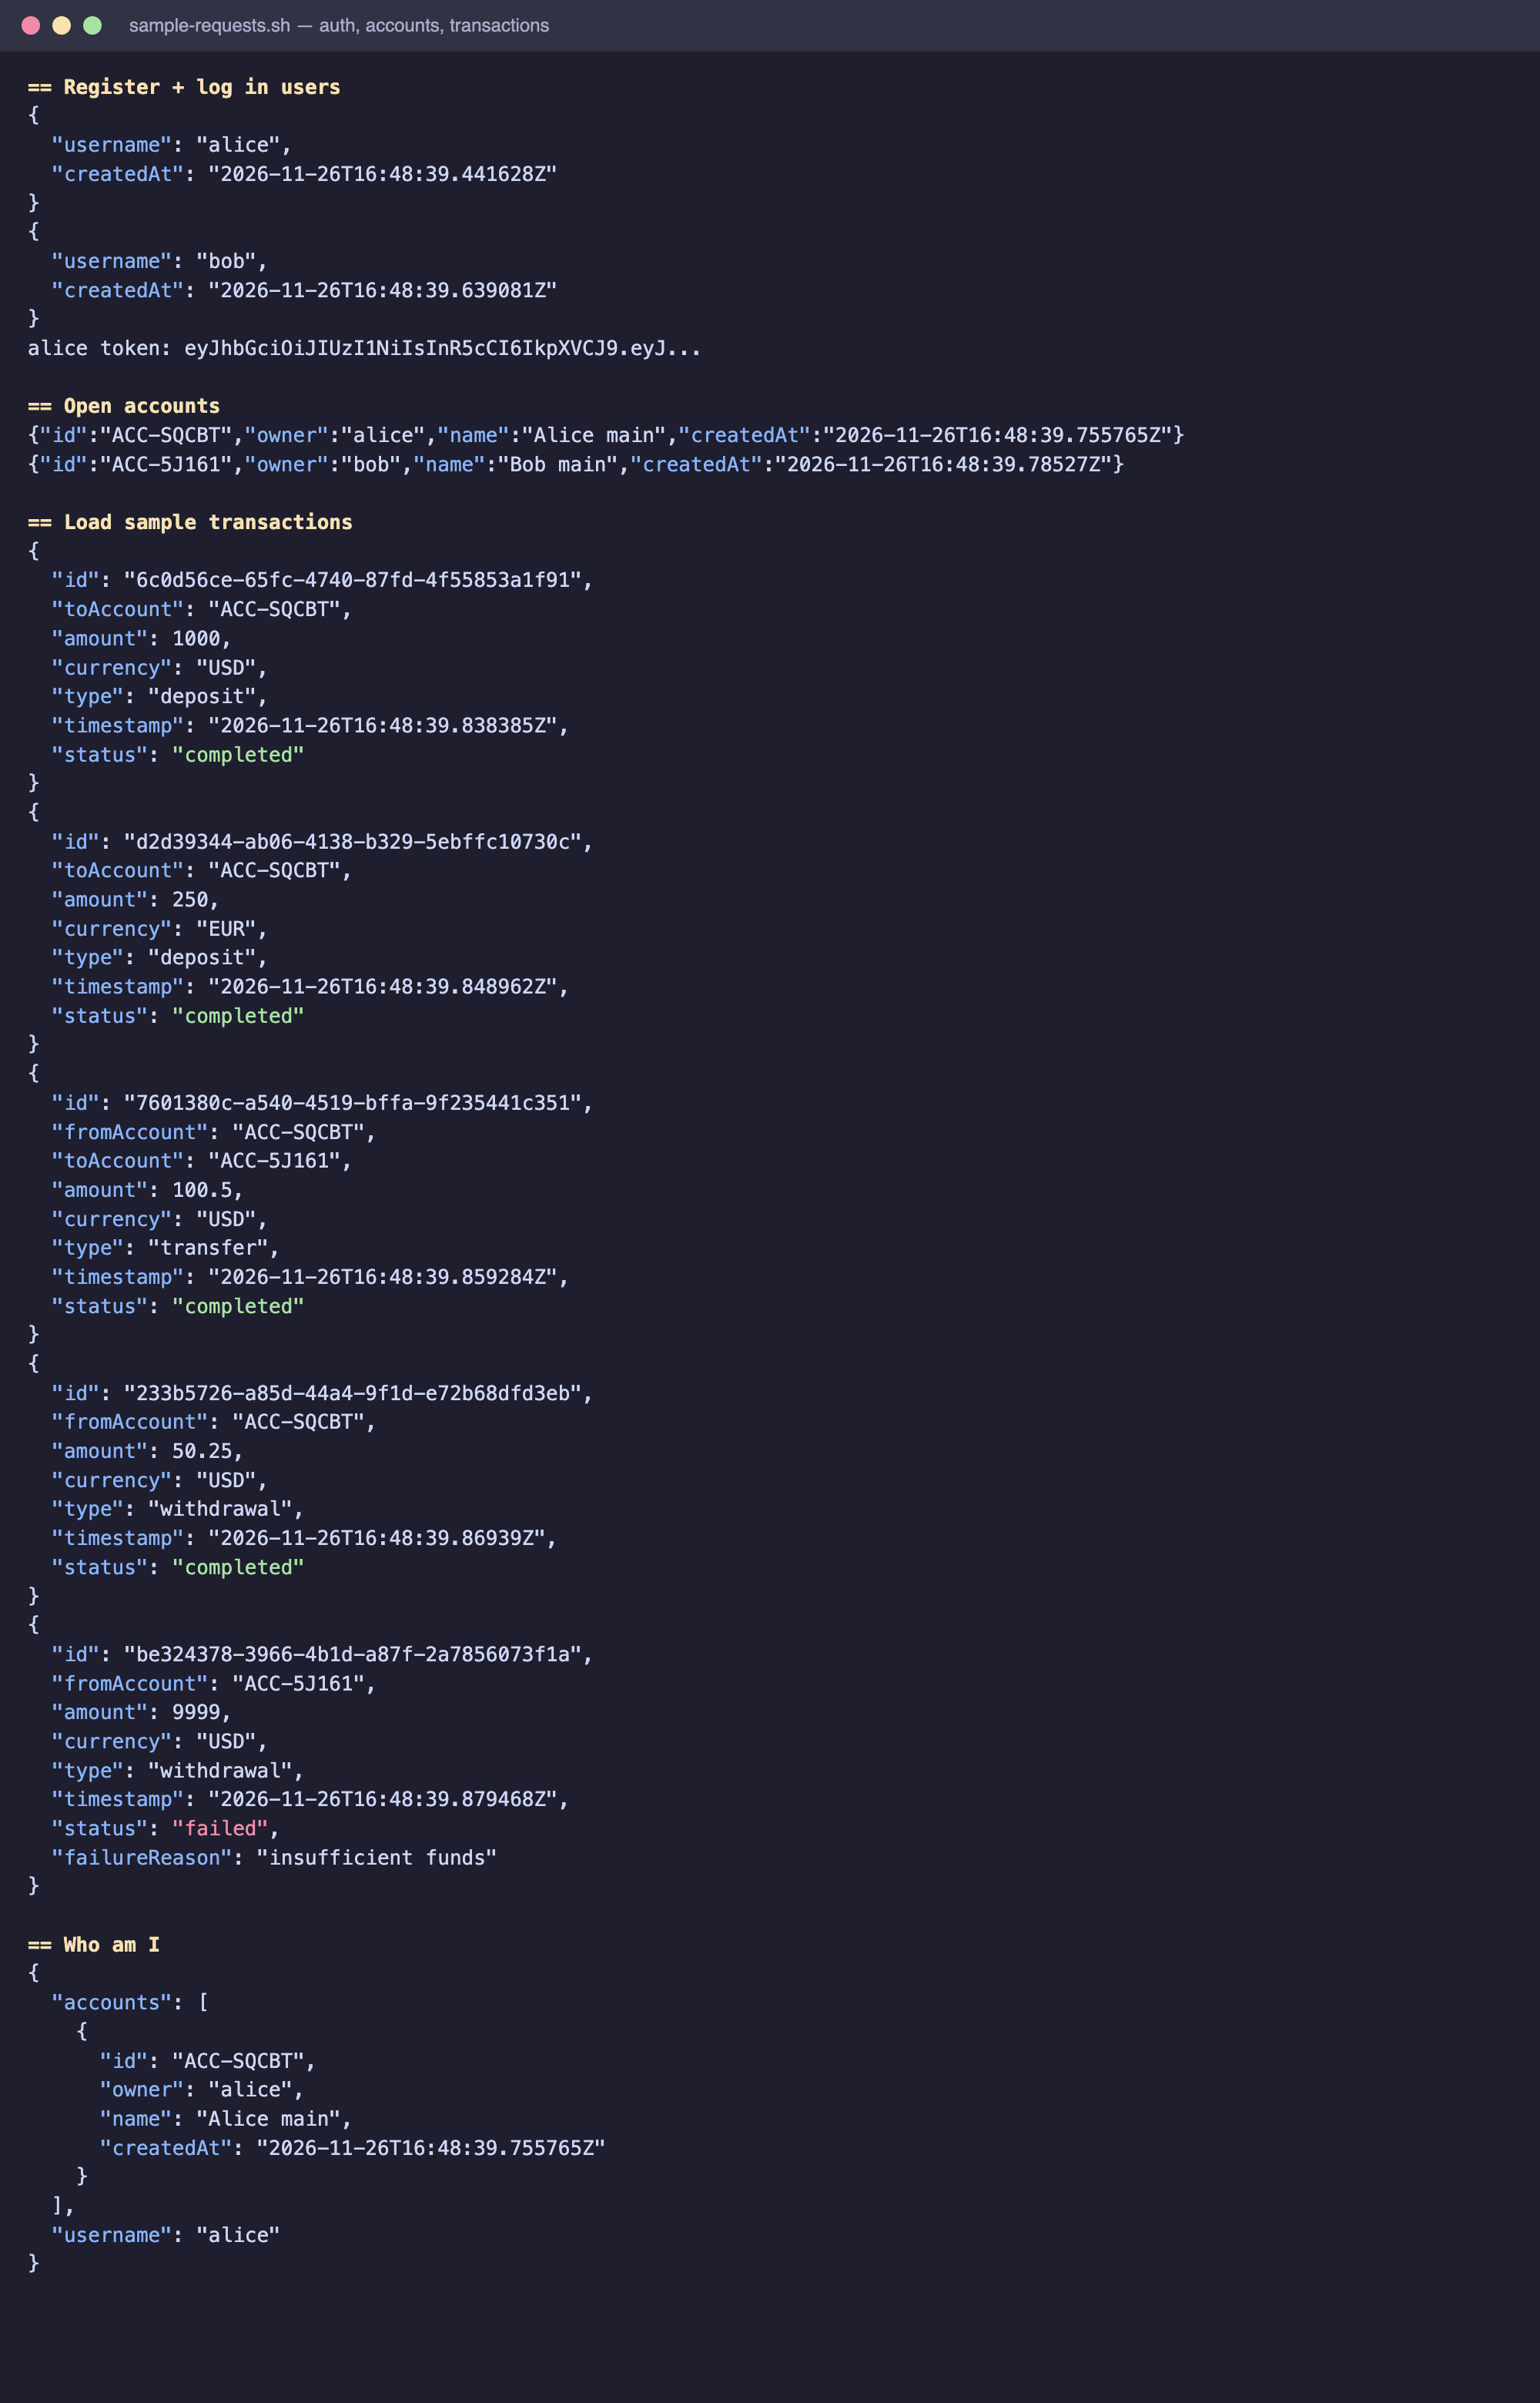 sample-requests.sh — auth, accounts, transactions
== Register + log in users
{
  "username": "alice",
  "createdAt": "2026-11-26T16:48:39.441628Z"
}
{
  "username": "bob",
  "createdAt": "2026-11-26T16:48:39.639081Z"
}
alice token: eyJhbGciOiJIUzI1NiIsInR5cCI6IkpXVCJ9.eyJ...

== Open accounts
{"id":"ACC-SQCBT","owner":"alice","name":"Alice main","createdAt":"2026-11-26T16:48:39.755765Z"}
{"id":"ACC-5J161","owner":"bob","name":"Bob main","createdAt":"2026-11-26T16:48:39.78527Z"}

== Load sample transactions
{
  "id": "6c0d56ce-65fc-4740-87fd-4f55853a1f91",
  "toAccount": "ACC-SQCBT",
  "amount": 1000,
  "currency": "USD",
  "type": "deposit",
  "timestamp": "2026-11-26T16:48:39.838385Z",
  "status": "completed"
}
{
  "id": "d2d39344-ab06-4138-b329-5ebffc10730c",
  "toAccount": "ACC-SQCBT",
  "amount": 250,
  "currency": "EUR",
  "type": "deposit",
  "timestamp": "2026-11-26T16:48:39.848962Z",
  "status": "completed"
}
{
  "id": "7601380c-a540-4519-bffa-9f235441c351",
  "fromAccount": "ACC-SQCBT",
  "toAccount": "ACC-5J161",
  "amount": 100.5,
  "currency": "USD",
  "type": "transfer",
  "timestamp": "2026-11-26T16:48:39.859284Z",
  "status": "completed"
}
{
  "id": "233b5726-a85d-44a4-9f1d-e72b68dfd3eb",
  "fromAccount": "ACC-SQCBT",
  "amount": 50.25,
  "currency": "USD",
  "type": "withdrawal",
  "timestamp": "2026-11-26T16:48:39.86939Z",
  "status": "completed"
}
{
  "id": "be324378-3966-4b1d-a87f-2a7856073f1a",
  "fromAccount": "ACC-5J161",
  "amount": 9999,
  "currency": "USD",
  "type": "withdrawal",
  "timestamp": "2026-11-26T16:48:39.879468Z",
  "status": "failed",
  "failureReason": "insufficient funds"
}

== Who am I
{
  "accounts": [
    {
      "id": "ACC-SQCBT",
      "owner": "alice",
      "name": "Alice main",
      "createdAt": "2026-11-26T16:48:39.755765Z"
    }
  ],
  "username": "alice"
}